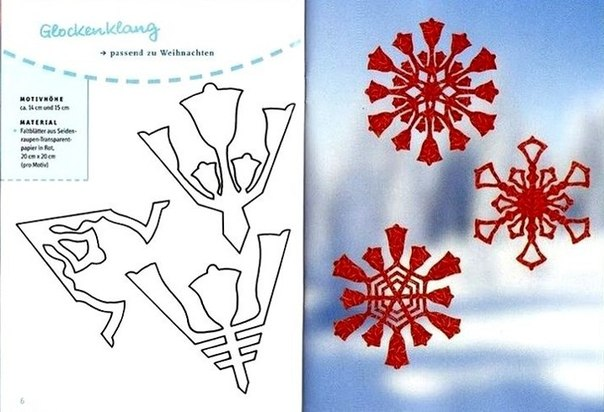 Glockenklang
→ passend zu Weihnachten
MOTIVHÖHE
ca. 14 cm und 15 cm
MATERIAL
Faltblätter aus Seiden-
raupen-Transparent-
papier in Rot,
20 cm x 20 cm
(pro Motiv)
6